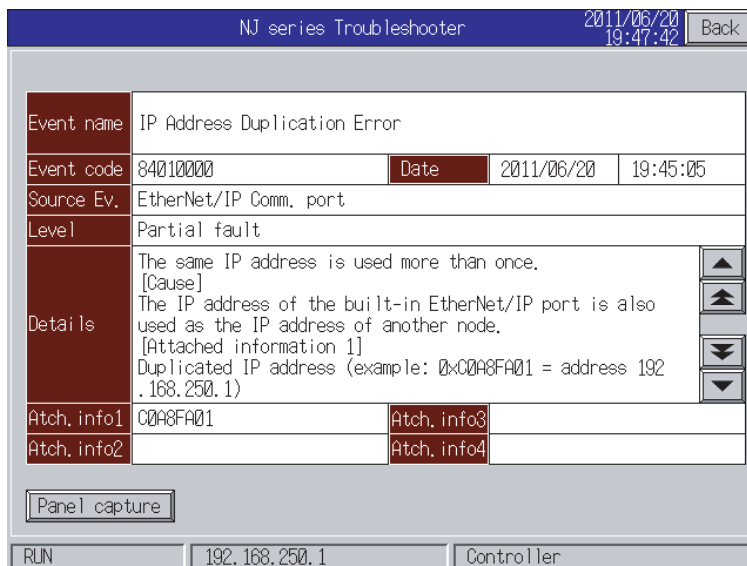 NJ series Troubleshooter
2011/06/20
19:47:42
Back
Event name IP Address Duplication Error
Event code 84010000 Date 2011/06/20 19:45:05
Source Ev. EtherNet/IP Comm. port
Level Partial fault
Details
The same IP address is used more than once.
[Cause]
The IP address of the built-in EtherNet/IP port is also
used as the IP address of another node.
[Attached information 1]
Duplicated IP address (example: 0xC0A8FA01 = address 192
.168.250.1)
Atch.info1 C0A8FA01 Atch.info3
Atch.info2 Atch.info4
Panel capture
RUN 192.168.250.1 Controller